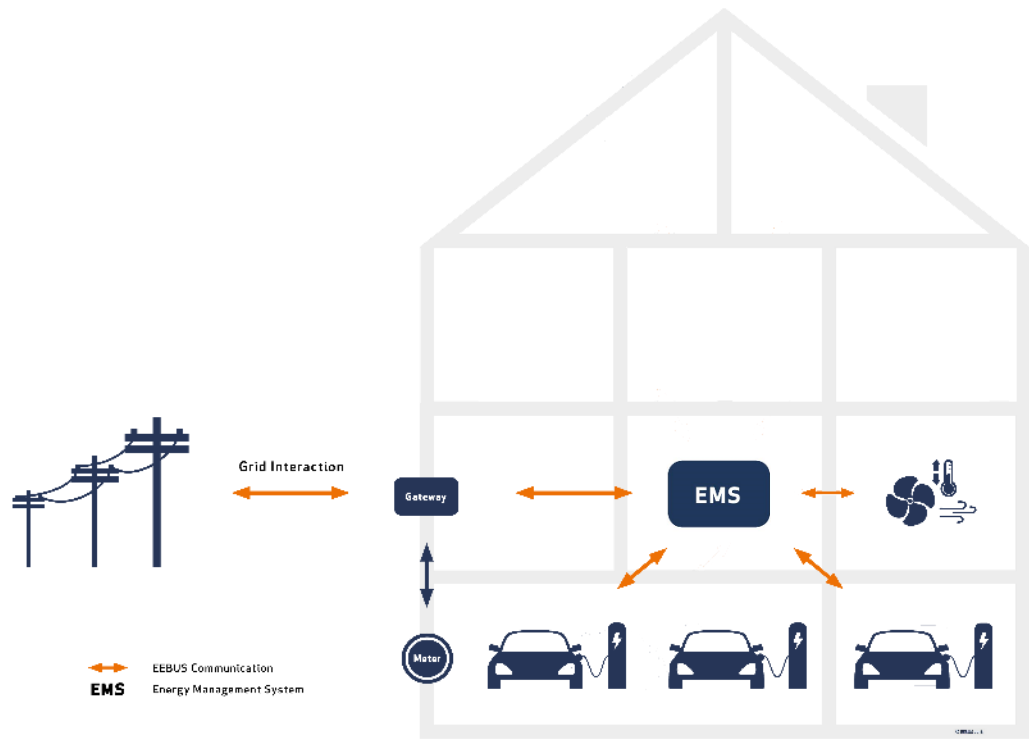 Grid Interaction
Gateway
EMS
Meter
EEBUS Communication
EMS Energy Management System